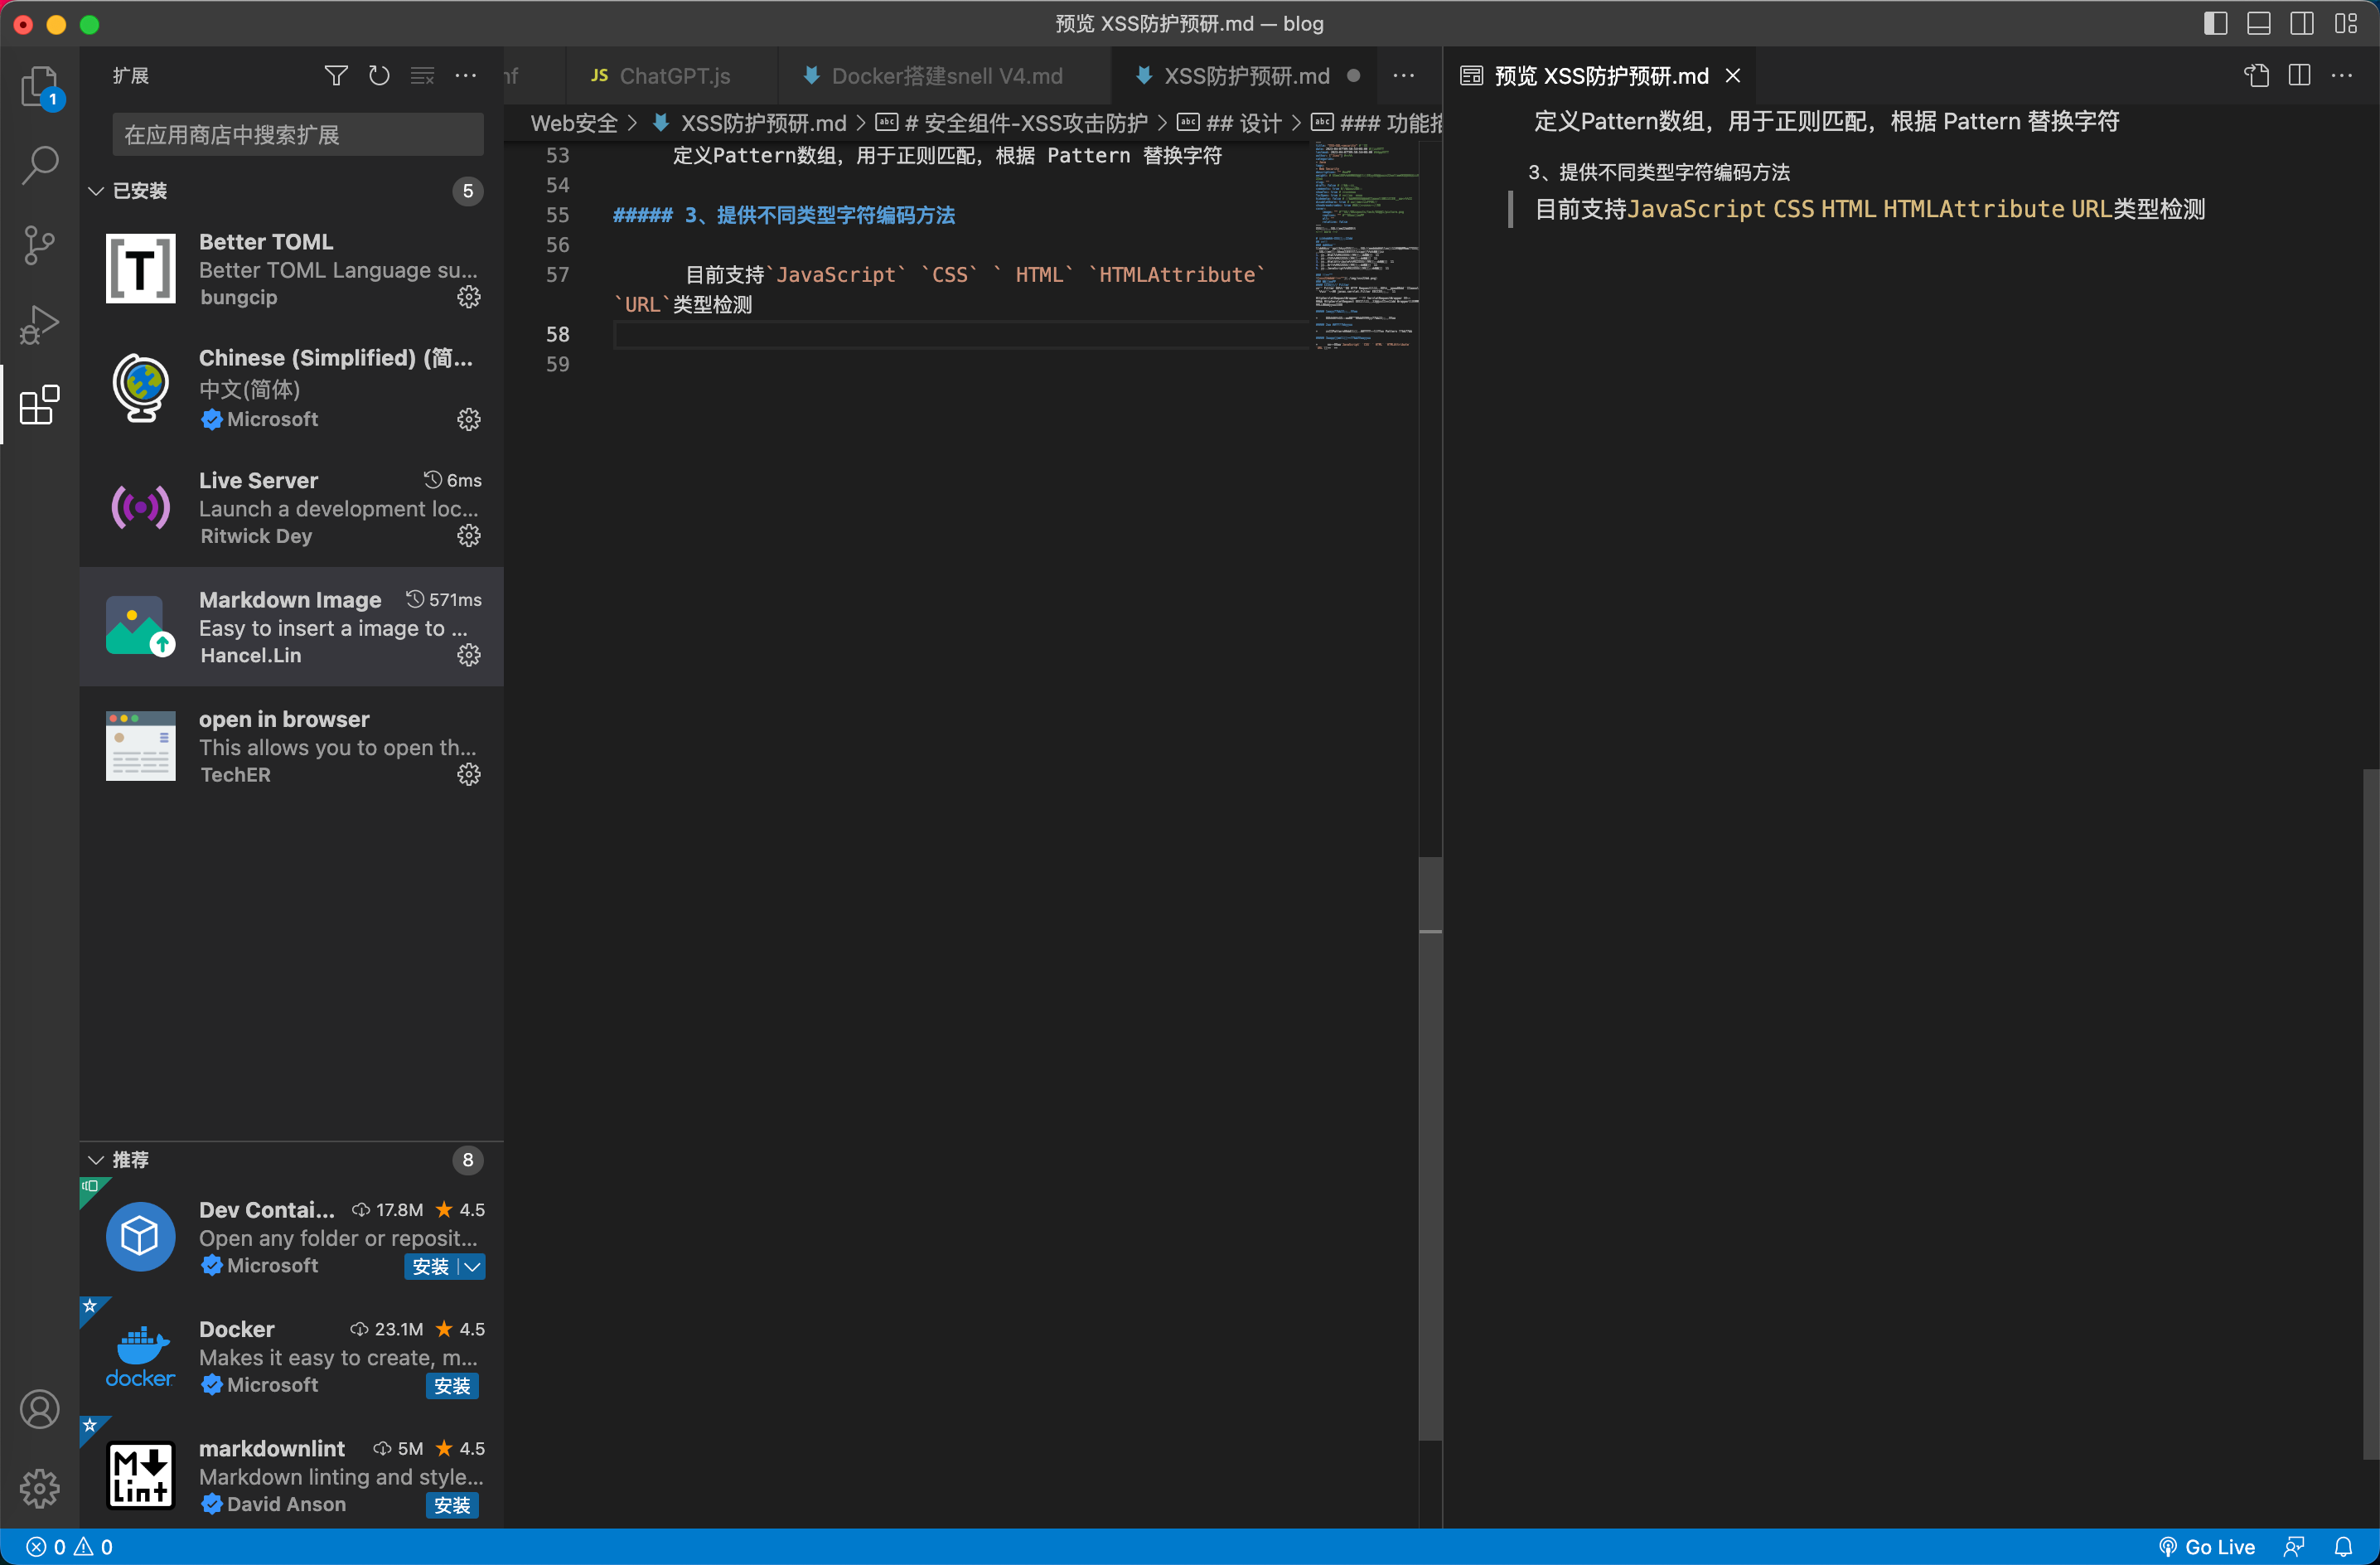 预览 XSS防护预研.md — blog
扩展
在应用商店中搜索扩展
已安装 5
Better TOML
Better TOML Language su...
bungcip
Chinese (Simplified) (简...
中文(简体)
Microsoft
Live Server 6ms
Launch a development loc...
Ritwick Dey
Markdown Image 571ms
Easy to insert a image to ...
Hancel.Lin
open in browser
This allows you to open th...
TechER
推荐 8
Dev Contai... 17.8M ★ 4.5
Open any folder or reposit...
Microsoft 安装
Docker 23.1M ★ 4.5
Makes it easy to create, m...
docker
Microsoft 安装
markdownlint 5M ★ 4.5
Markdown linting and style...
M Lint
David Anson 安装
JS ChatGPT.js Docker搭建snell V4.md XSS防护预研.md
Web安全 > XSS防护预研.md > # 安全组件-XSS攻击防护 > ## 设计 > ### 功能
53 定义Pattern数组，用于正则匹配，根据 Pattern 替换字符
54
55 ##### 3、提供不同类型字符编码方法
56
57 目前支持`JavaScript` `CSS` ` HTML` `HTMLAttribute`
`URL`类型检测
58
59
预览 XSS防护预研.md
定义Pattern数组，用于正则匹配，根据 Pattern 替换字符
3、提供不同类型字符编码方法
目前支持JavaScript CSS HTML HTMLAttribute URL类型检测
1
0 0
Go Live